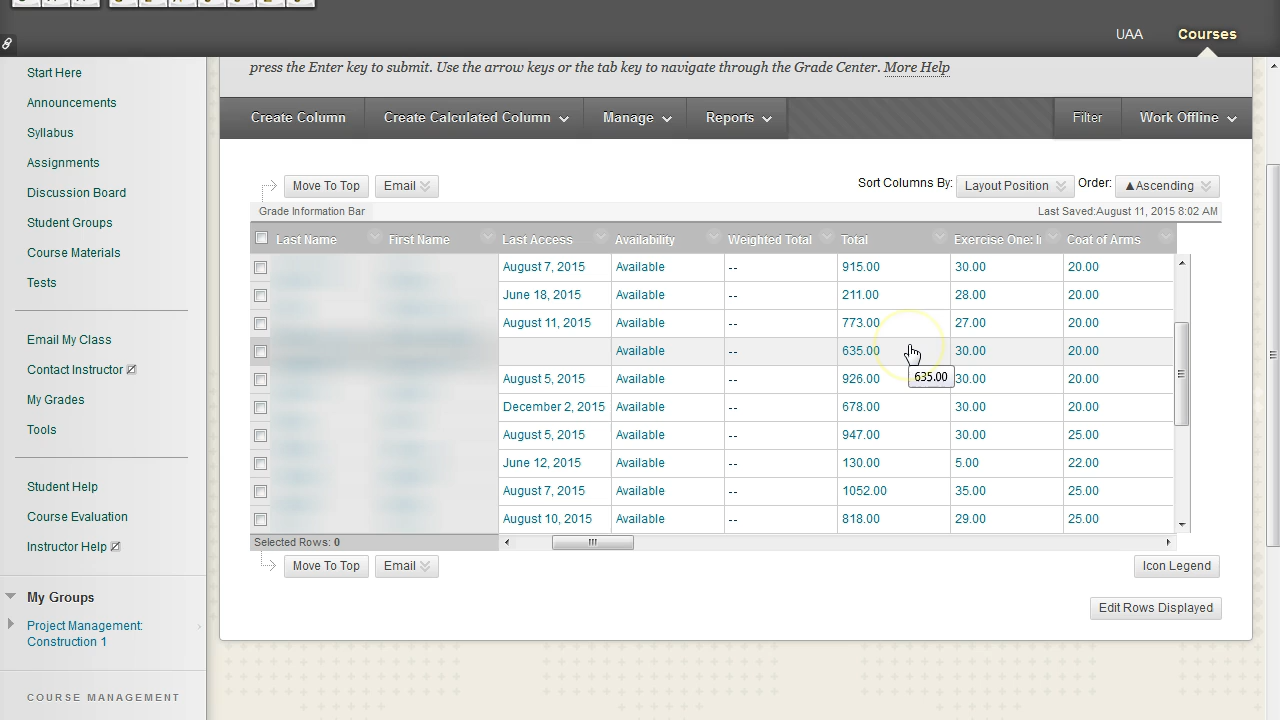 UAA Courses
press the Enter key to submit. Use the arrow keys or the tab key to navigate through the Grade Center. More Help
Start Here
Announcements
Syllabus
Assignments
Discussion Board
Student Groups
Course Materials
Tests
Email My Class
Contact Instructor
My Grades
Tools
Student Help
Course Evaluation
Instructor Help
My Groups
Project Management:
Construction 1
COURSE MANAGEMENT
Create Column Create Calculated Column Manage Reports Filter Work Offline
Move To Top Email Sort Columns By: Layout Position Order: ▲Ascending
Grade Information Bar Last Saved:August 11, 2015 8:02 AM
Last Name First Name Last Access Availability Weighted Total Total Exercise One: I Coat of Arms
August 7, 2015 Available -- 915.00 30.00 20.00
June 18, 2015 Available -- 211.00 28.00 20.00
August 11, 2015 Available -- 773.00 27.00 20.00
Available -- 635.00 30.00 20.00
635.00
August 5, 2015 Available -- 926.00 30.00 20.00
December 2, 2015 Available -- 678.00 30.00 20.00
August 5, 2015 Available -- 947.00 30.00 25.00
June 12, 2015 Available -- 130.00 5.00 22.00
August 7, 2015 Available -- 1052.00 35.00 25.00
August 10, 2015 Available -- 818.00 29.00 25.00
Selected Rows: 0
Move To Top Email Icon Legend
Edit Rows Displayed